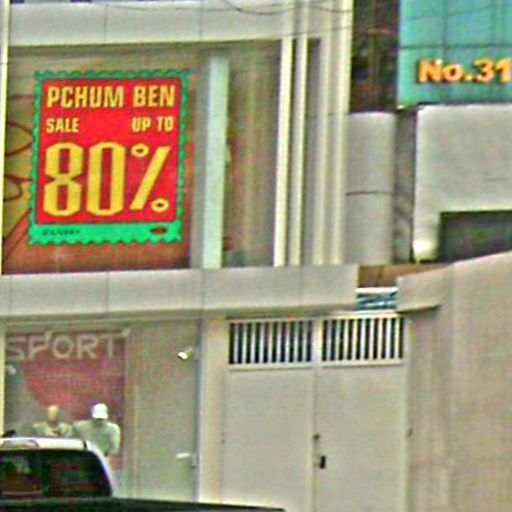 PCHUM BEN
SALE UP TO
80%
No.31
SPORT